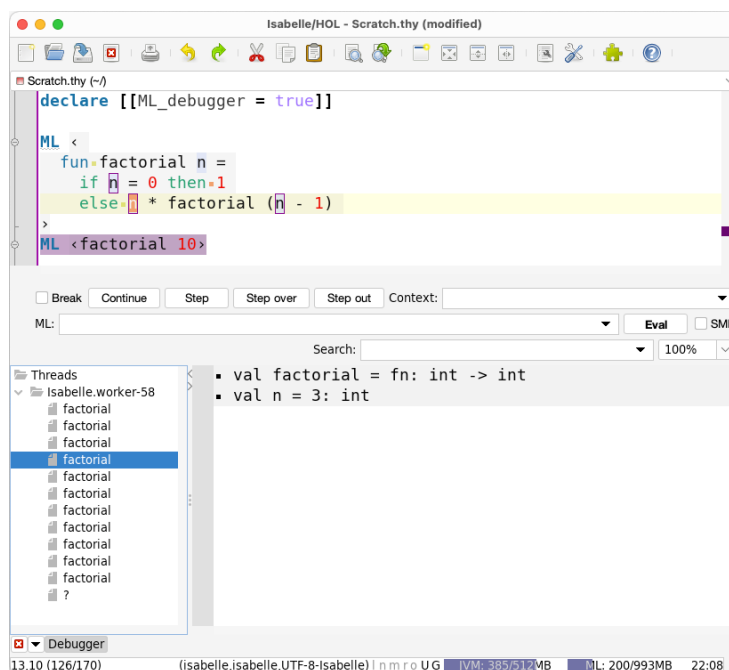 Isabelle/HOL - Scratch.thy (modified)
Scratch.thy (~/)
declare [[ML_debugger = true]]
ML ‹
fun factorial n =
if n = 0 then 1
else n * factorial (n - 1)
›
ML ‹factorial 10›
Break Continue Step Step over Step out Context:
ML: Eval SML
Search: 100%
Threads
Isabelle.worker-58
factorial
factorial
factorial
factorial
factorial
factorial
factorial
factorial
factorial
factorial
factorial
?
val factorial = fn: int -> int
val n = 3: int
Debugger
13.10 (126/170) (isabelle,isabelle,UTF-8-Isabelle) l n m r o U G JVM: 385/512MB ML: 200/993MB 22:08